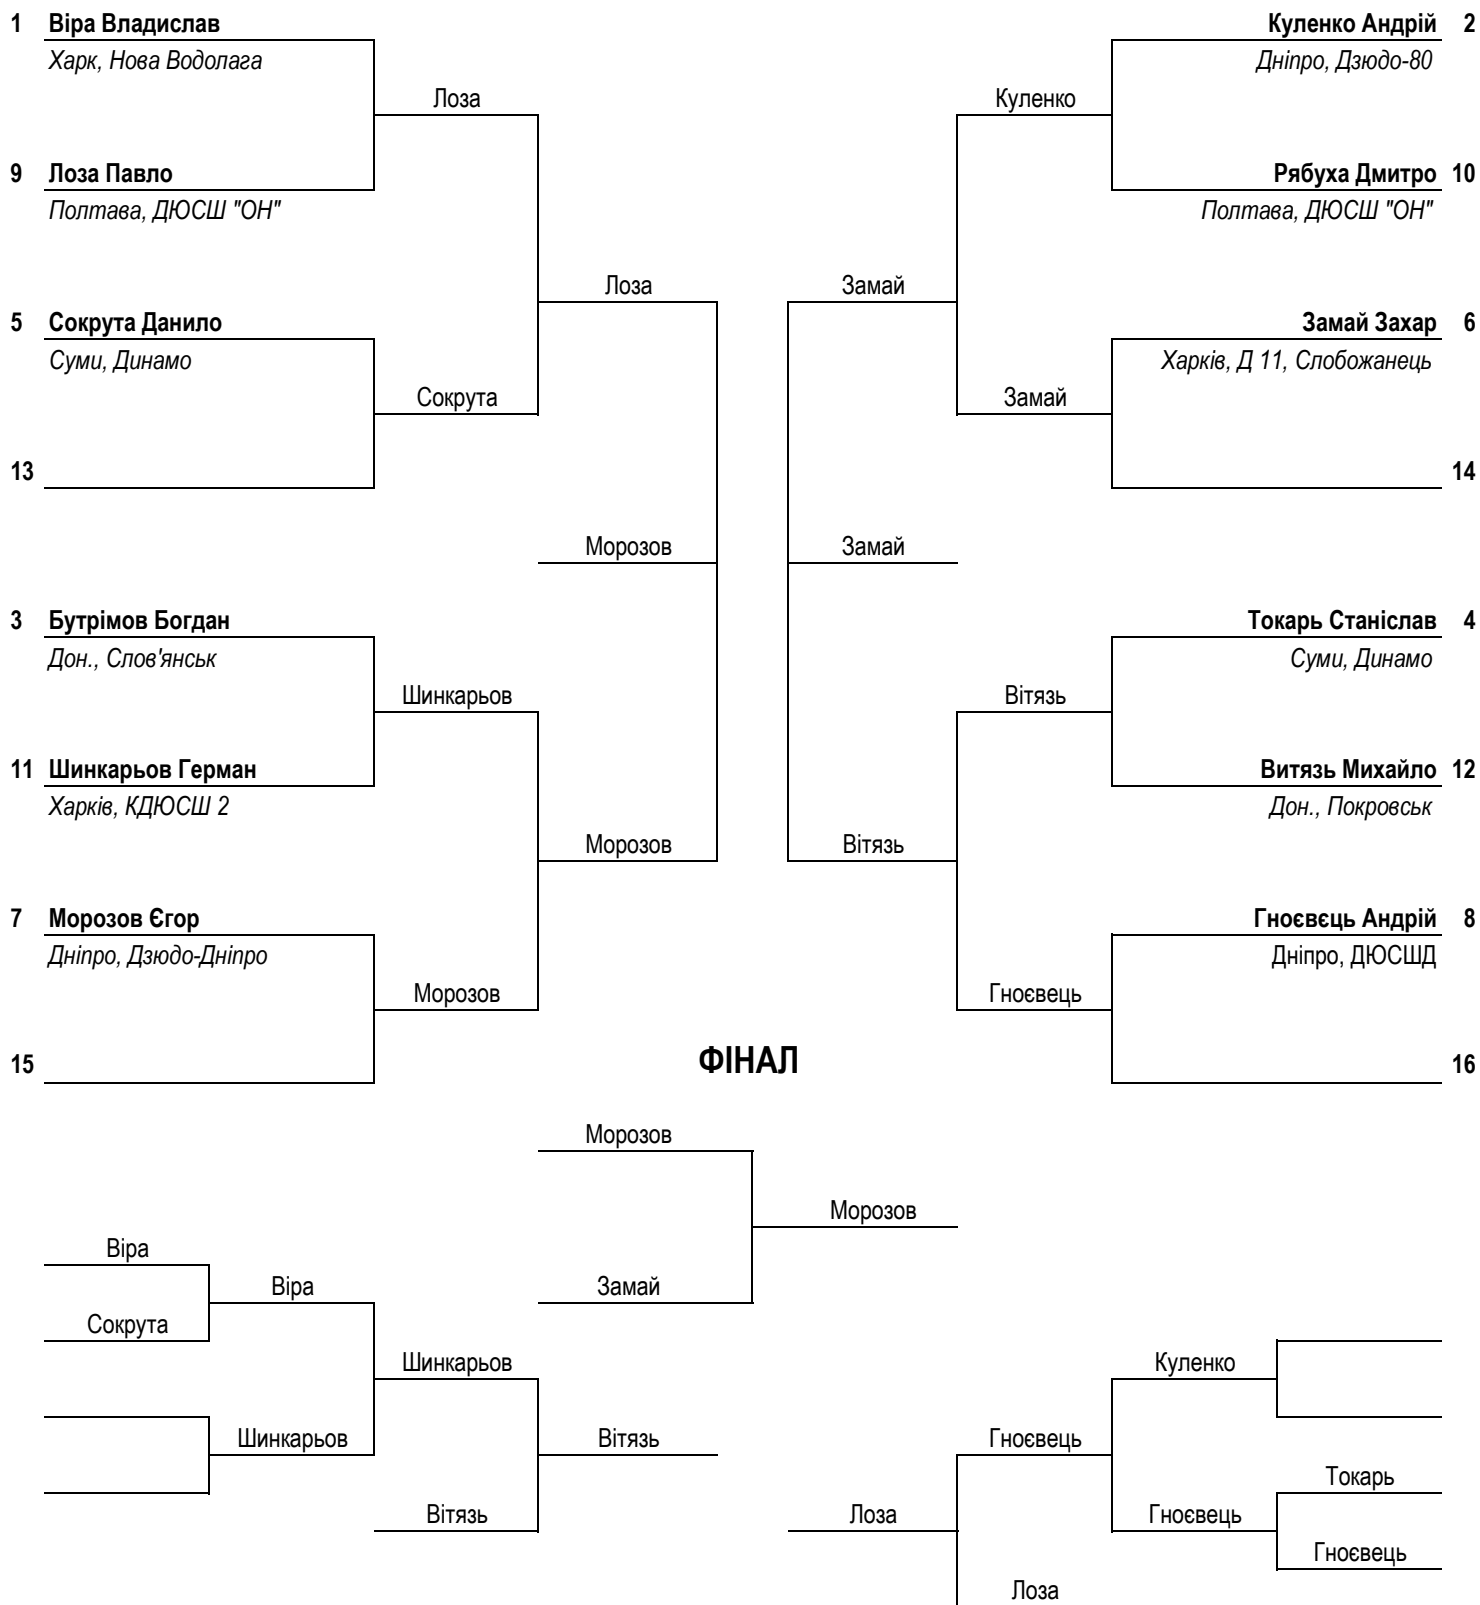 1 Віра Владислав
Куленко Андрій 2
Харк, Нова Водолага
Дніпро, Дзюдо-80
Лоза
Куленко
9 Лоза Павло
Рябуха Дмитро 10
Полтава, ДЮСШ "ОН"
Полтава, ДЮСШ "ОН"
Лоза
Замай
5 Сокрута Данило
Замай Захар 6
Суми, Динамо
Харків, Д 11, Слобожанець
Сокрута
Замай
13
14
Морозов
Замай
3 Бутрімов Богдан
Токарь Станіслав 4
Дон., Слов'янськ
Суми, Динамо
Шинкарьов
Вітязь
11 Шинкарьов Герман
Витязь Михайло 12
Харків, КДЮСШ 2
Дон., Покровськ
Морозов
Вітязь
7 Морозов Єгор
Гноєвєць Андрій 8
Дніпро, Дзюдо-Дніпро
Дніпро, ДЮСШД
Морозов
Гноєвець
15
ФІНАЛ
16
Морозов
Морозов
Віра
Віра
Замай
Сокрута
Шинкарьов
Куленко
Шинкарьов
Вітязь
Гноєвець
Токарь
Вітязь
Лоза
Гноєвець
Гноєвець
Лоза